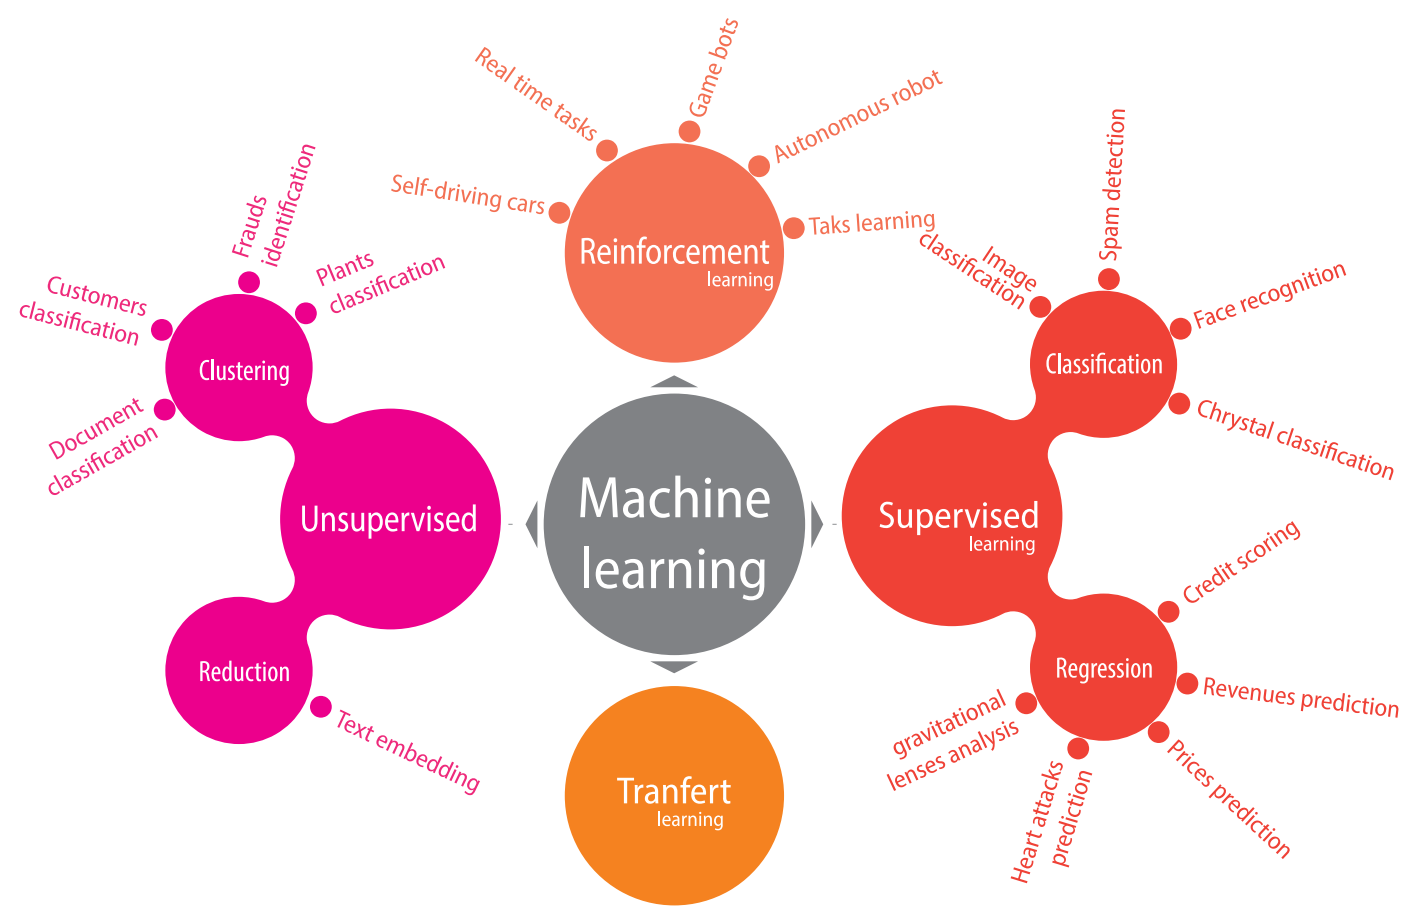 Game bots
Real time tasks
Autonomous robot
Self-driving cars
Taks learning
Reinforcement
learning
Frauds
identification
Plants
classification
Customers
classification
Document
classification
Clustering
Unsupervised
Reduction
Text embedding
Machine
learning
Tranfert
learning
Spam detection
Image
classification
Face recognition
Chrystal classification
Classification
Supervised
learning
Regression
Credit scoring
Revenues prediction
Prices prediction
Heart attacks
prediction
gravitational
lenses analysis